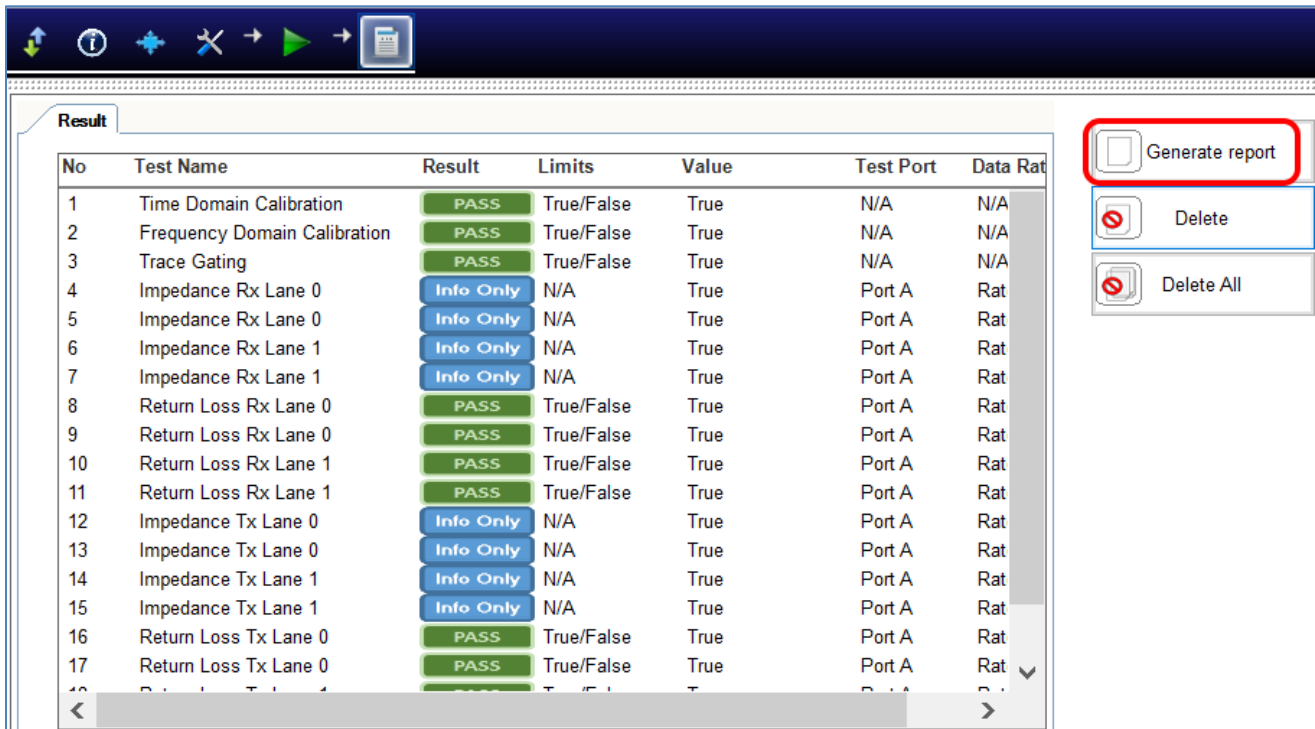 Result
Generate report
Delete
Delete All
No Test Name Result Limits Value Test Port Data Rat
1 Time Domain Calibration PASS True/False True N/A N/A
2 Frequency Domain Calibration PASS True/False True N/A N/A
3 Trace Gating PASS True/False True N/A N/A
4 Impedance Rx Lane 0 Info Only N/A True Port A Rat
5 Impedance Rx Lane 0 Info Only N/A True Port A Rat
6 Impedance Rx Lane 1 Info Only N/A True Port A Rat
7 Impedance Rx Lane 1 Info Only N/A True Port A Rat
8 Return Loss Rx Lane 0 PASS True/False True Port A Rat
9 Return Loss Rx Lane 0 PASS True/False True Port A Rat
10 Return Loss Rx Lane 1 PASS True/False True Port A Rat
11 Return Loss Rx Lane 1 PASS True/False True Port A Rat
12 Impedance Tx Lane 0 Info Only N/A True Port A Rat
13 Impedance Tx Lane 0 Info Only N/A True Port A Rat
14 Impedance Tx Lane 1 Info Only N/A True Port A Rat
15 Impedance Tx Lane 1 Info Only N/A True Port A Rat
16 Return Loss Tx Lane 0 PASS True/False True Port A Rat
17 Return Loss Tx Lane 0 PASS True/False True Port A Rat